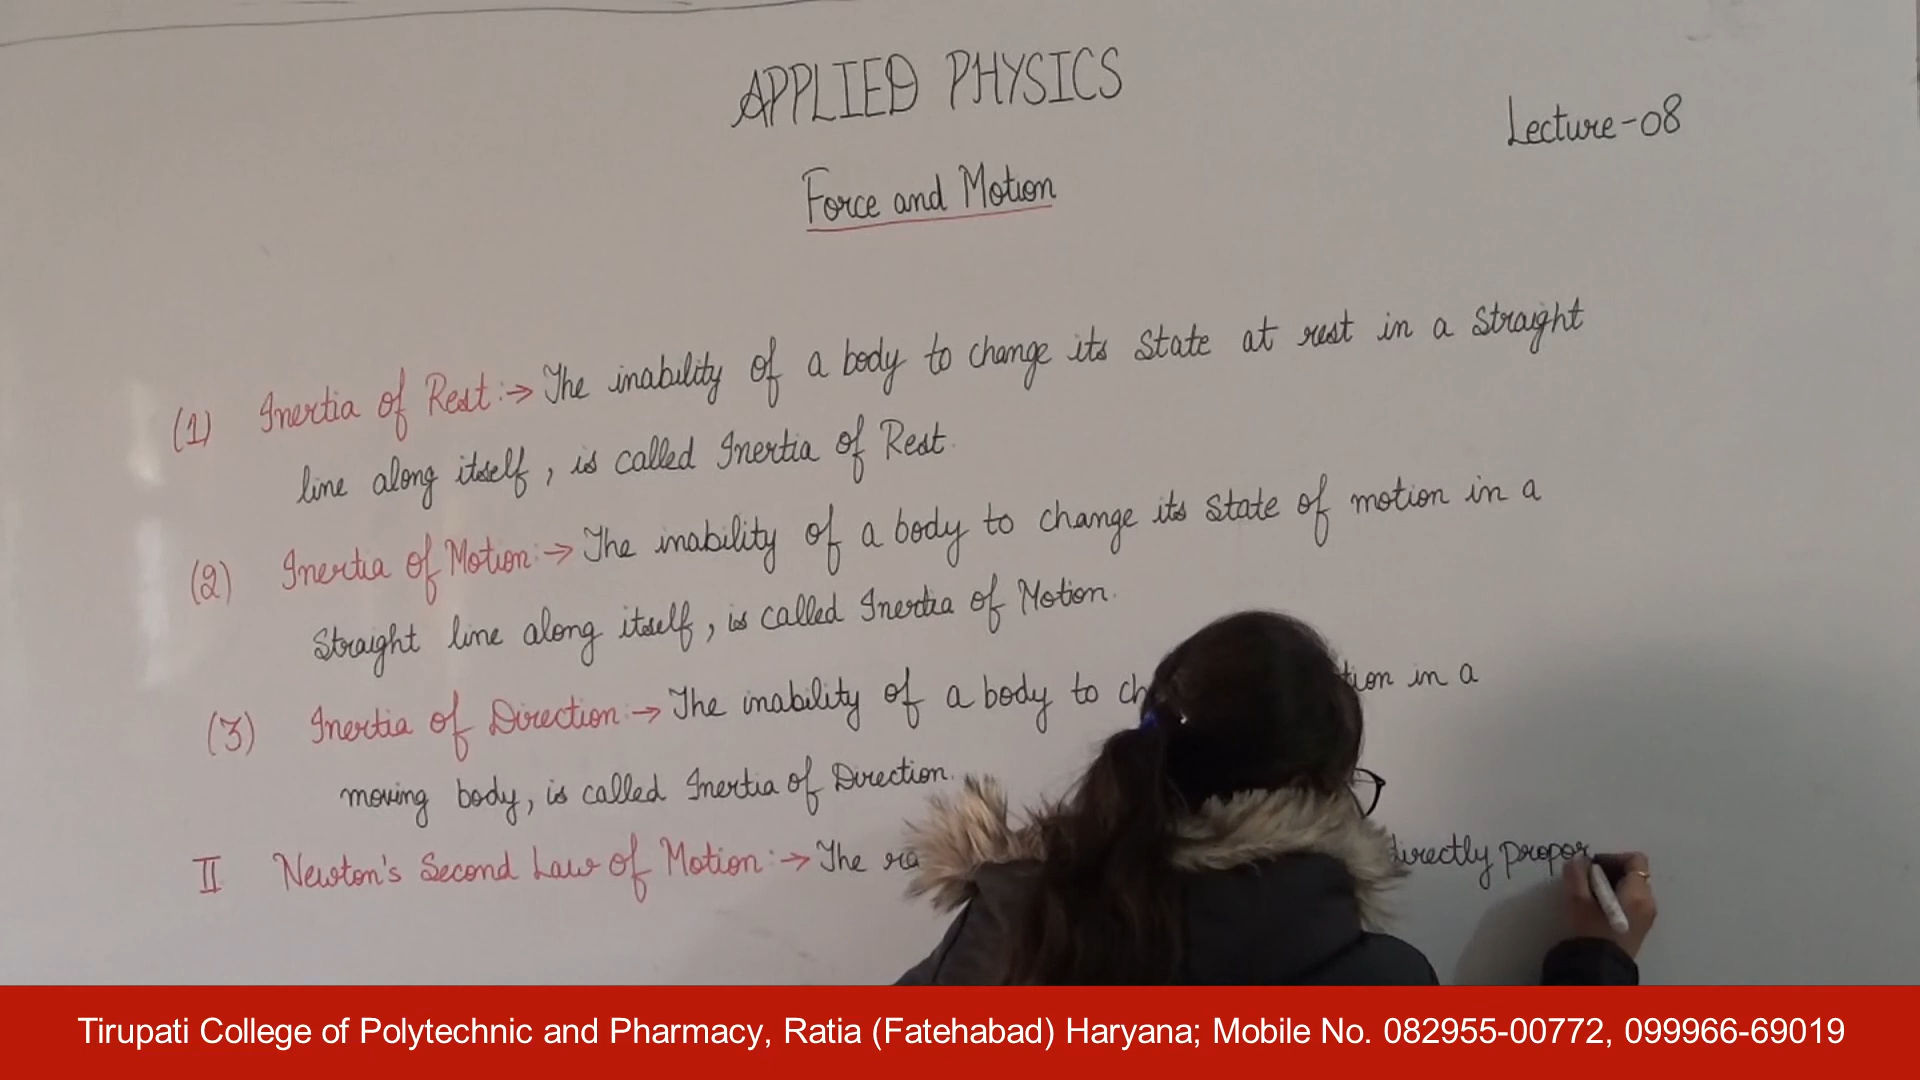 APPLIED PHYSICS
Lecture-08
Force and Motion
(1) Inertia of Rest :→ The inability of a body to change its state at rest in a straight
line along itself, is called Inertia of Rest.
(2) Inertia of Motion :→ The inability of a body to change its state of motion in a
straight line along itself, is called Inertia of Motion.
(3) Inertia of Direction :→ The inability of a body to in a
moving body, is called Inertia of Direction.
II Newton's Second Law of Motion :→ The directly propor
Tirupati College of Polytechnic and Pharmacy, Ratia (Fatehabad) Haryana; Mobile No. 082955-00772, 099966-69019